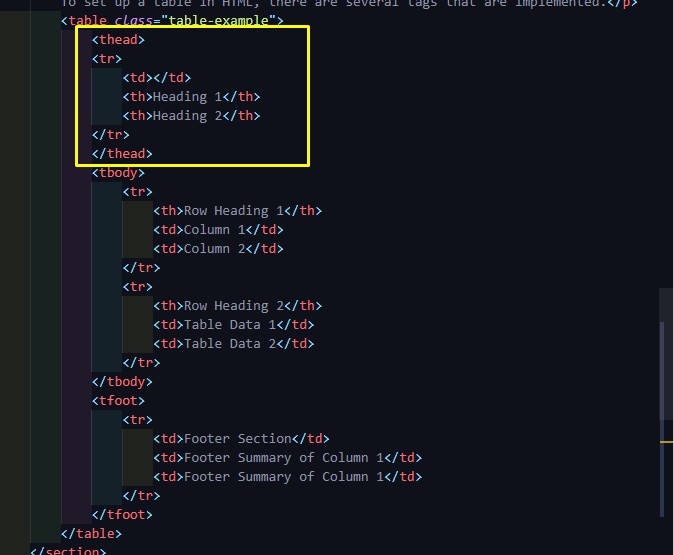 To set up a table in HTML, there are several tags that are implemented.</p>
<table class="table-example">
<thead>
<tr>
<td></td>
<th>Heading 1</th>
<th>Heading 2</th>
</tr>
</thead>
<tbody>
<tr>
<th>Row Heading 1</th>
<td>Column 1</td>
<td>Column 2</td>
</tr>
<tr>
<th>Row Heading 2</th>
<td>Table Data 1</td>
<td>Table Data 2</td>
</tr>
</tbody>
<tfoot>
<tr>
<td>Footer Section</td>
<td>Footer Summary of Column 1</td>
<td>Footer Summary of Column 1</td>
</tr>
</tfoot>
</table>
</section>